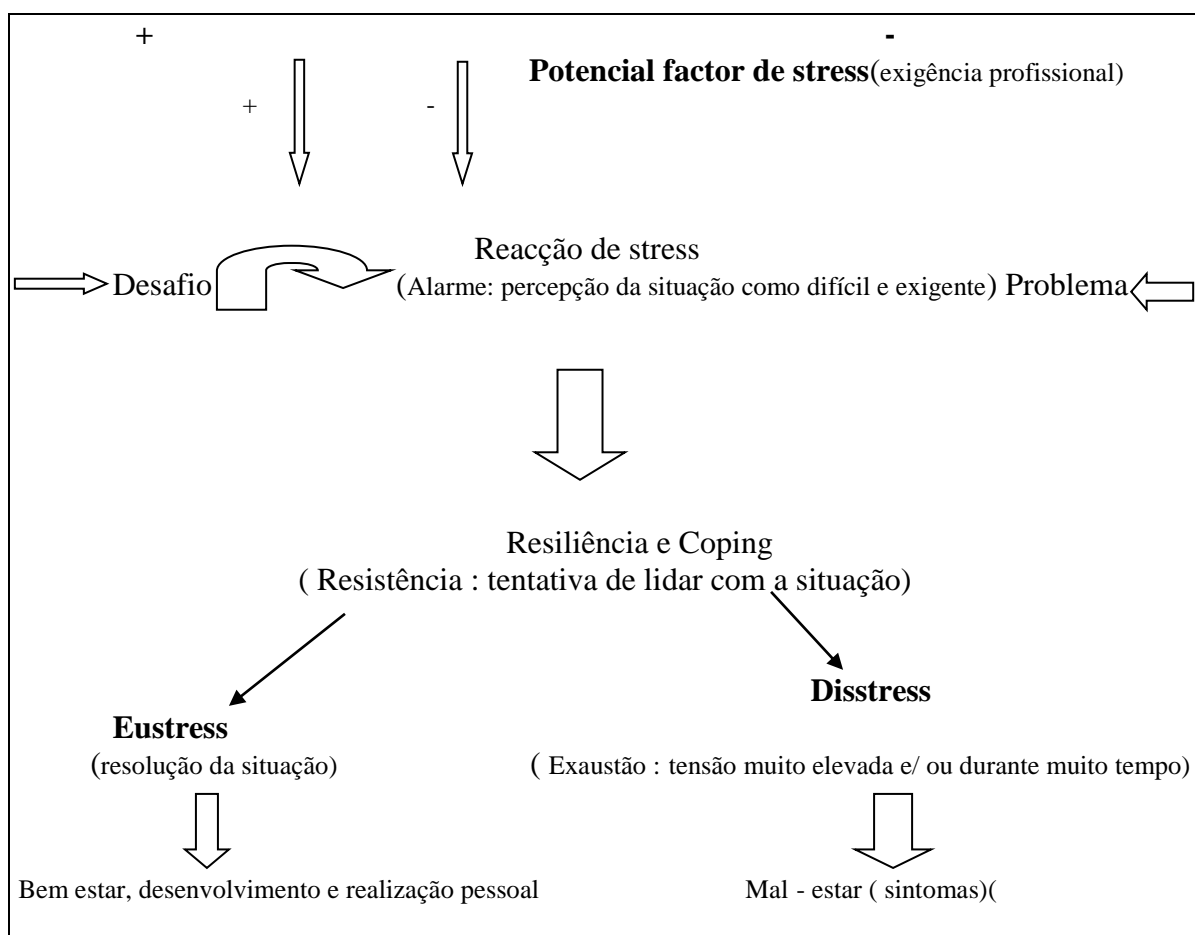 + -
Potencial factor de stress(exigência profissional)
+ -
Reacção de stress
Desafio (Alarme: percepção da situação como difícil e exigente) Problema
Resiliência e Coping
( Resistência : tentativa de lidar com a situação)
Disstress
Eustress
(resolução da situação) ( Exaustão : tensão muito elevada e/ ou durante muito tempo)
Bem estar, desenvolvimento e realização pessoal Mal - estar ( sintomas)(